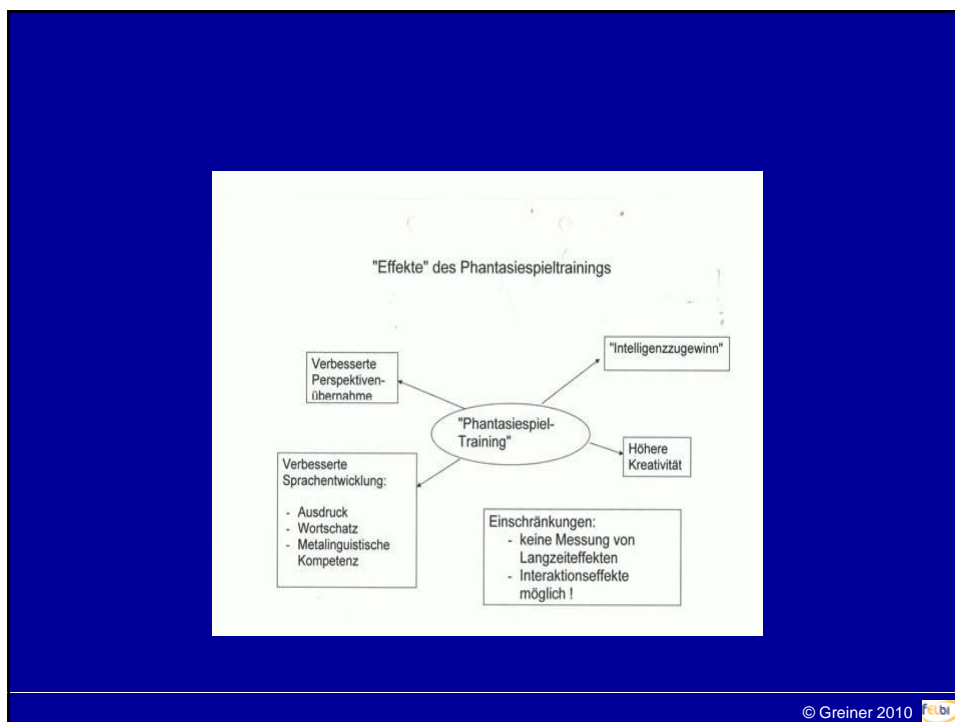 "Effekte" des Phantasiespieltrainings
"Intelligenzzugewinn"
Verbesserte
Perspektiven-
übernahme
"Phantasiespiel-
Training"
Höhere
Kreativität
Verbesserte
Sprachentwicklung:
- Ausdruck
- Wortschatz
- Metalinguistische
Kompetenz
Einschränkungen:
- keine Messung von
Langzeiteffekten
- Interaktionseffekte
möglich !
© Greiner 2010
felbi